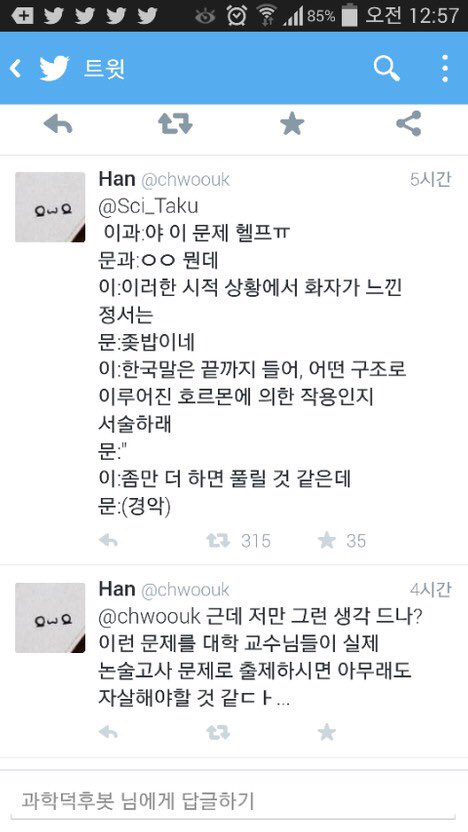 85% 오전 12:57
트윗
Han @chwoouk 5시간
@Sci_Taku
이과:야 이 문제 헬프ㅠ
문과:ㅇㅇ 뭔데
이:이러한 시적 상황에서 화자가 느낀
정서는
문:좆밥이네
이:한국말은 끝까지 들어, 어떤 구조로
이루어진 호르몬에 의한 작용인지
서술하래
문:"
이:좀만 더 하면 풀릴 것 같은데
문:(경악)
315 35
Han @chwoouk 4시간
@chwoouk 근데 저만 그런 생각 드나?
이런 문제를 대학 교수님들이 실제
논술고사 문제로 출제하시면 아무래도
자살해야할 것 같ㄷㅏ...
과학덕후봇 님에게 답글하기